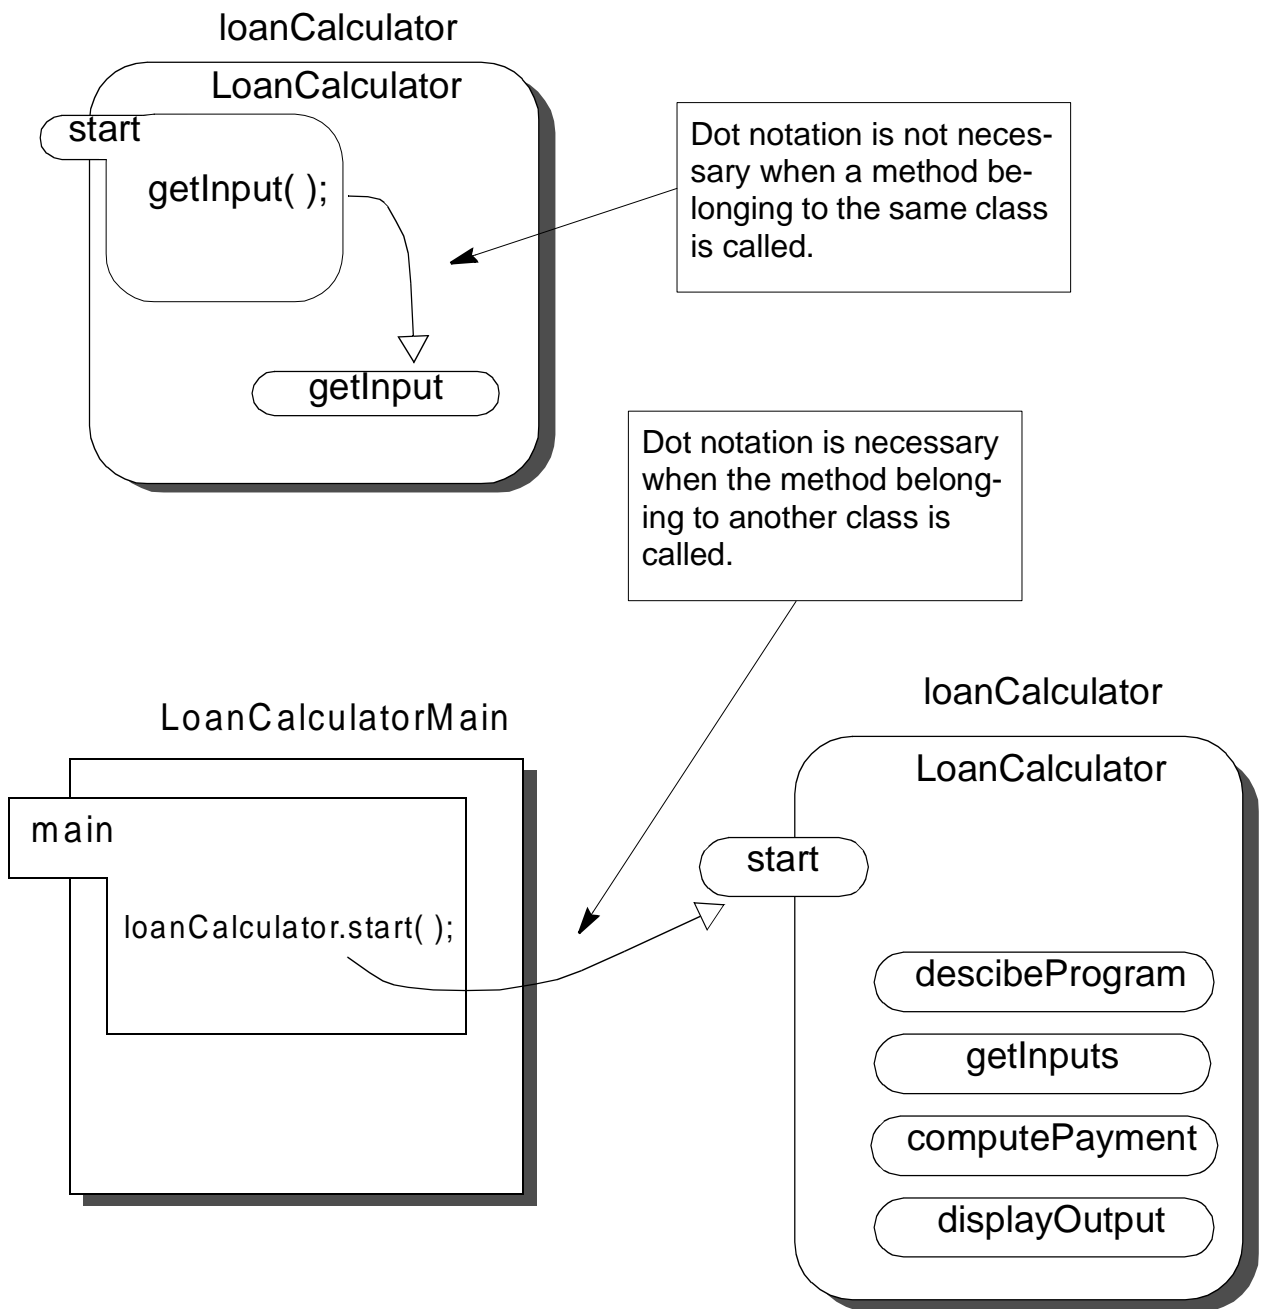 loanCalculator
LoanCalculator
start
getInput( );
getInput
Dot notation is not neces-
sary when a method be-
longing to the same class
is called.
Dot notation is necessary
when the method belong-
ing to another class is
called.
LoanCalculatorMain
main
loanCalculator.start( );
loanCalculator
LoanCalculator
start
descibeProgram
getInputs
computePayment
displayOutput